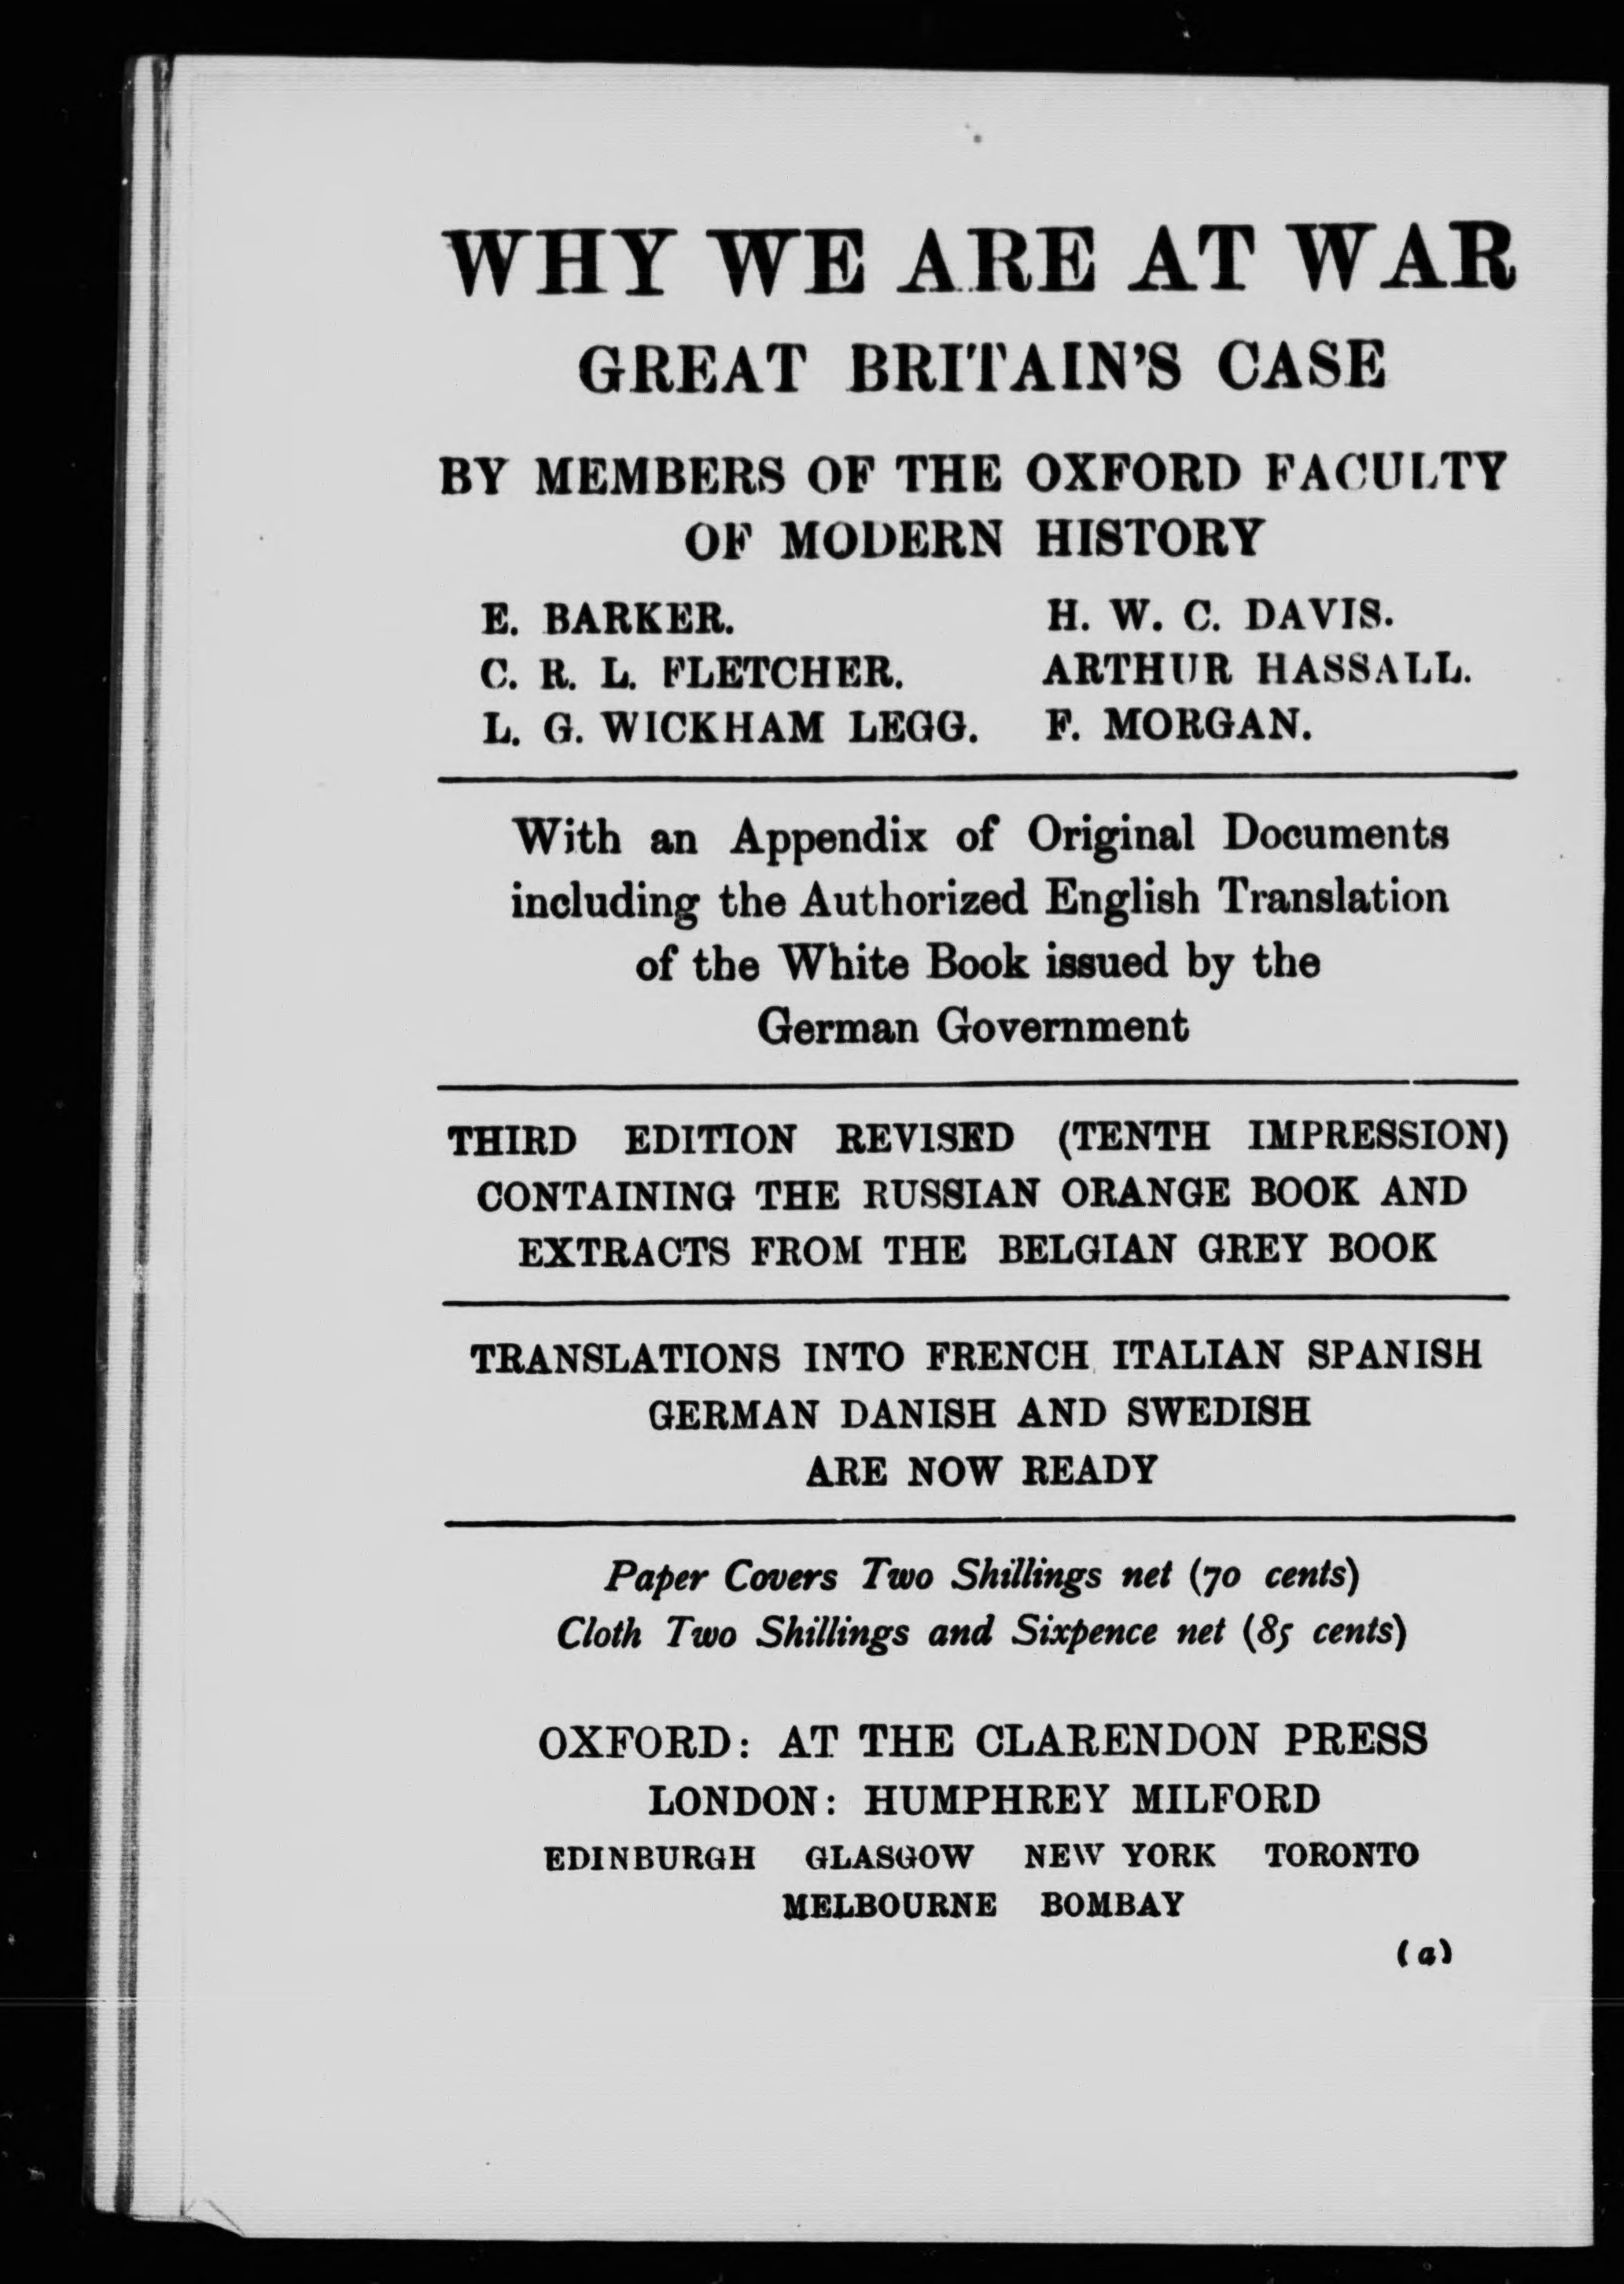 WHY WE ARE AT WAR
GREAT BRITAIN'S CASE
BY MEMBERS OF THE OXFORD FACULTY
OF MODERN HISTORY
E. BARKER. H. W. C. DAVIS.
C. R. L. FLETCHER. ARTHUR HASSALL.
L. G. WICKHAM LEGG. F. MORGAN.
With an Appendix of Original Documents
including the Authorized English Translation
of the White Book issued by the
German Government
THIRD EDITION REVISED (TENTH IMPRESSION)
CONTAINING THE RUSSIAN ORANGE BOOK AND
EXTRACTS FROM THE BELGIAN GREY BOOK
TRANSLATIONS INTO FRENCH ITALIAN SPANISH
GERMAN DANISH AND SWEDISH
ARE NOW READY
Paper Covers Two Shillings net (70 cents)
Cloth Two Shillings and Sixpence net (85 cents)
OXFORD: AT THE CLARENDON PRESS
LONDON: HUMPHREY MILFORD
EDINBURGH GLASGOW NEW YORK TORONTO
MELBOURNE BOMBAY
(a)